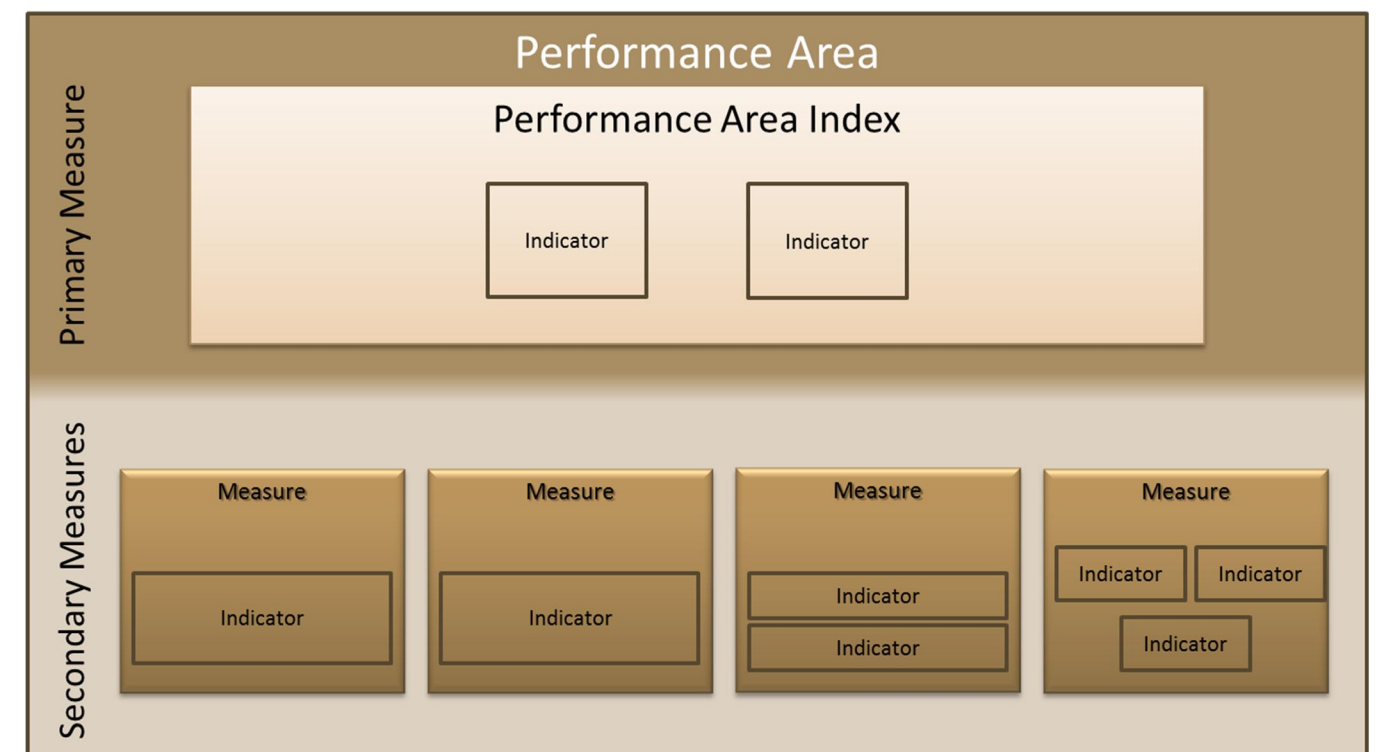 Performance Area
Primary Measure
Performance Area Index
Indicator
Indicator
Secondary Measures
Measure
Indicator
Measure
Indicator
Measure
Indicator
Indicator
Measure
Indicator
Indicator
Indicator